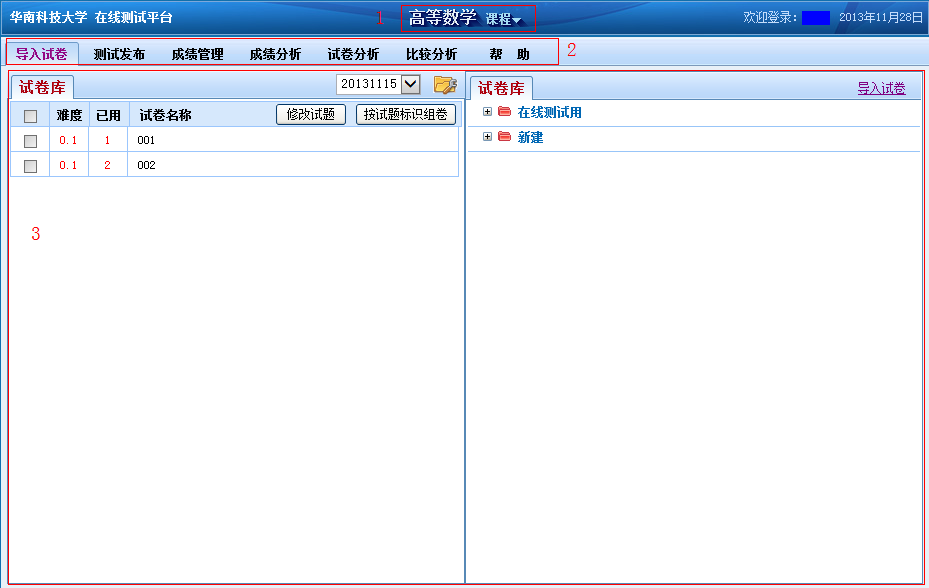 华南科技大学 在线测试平台 1 高等数学 课程 欢迎登录: 2013年11月28日
导入试卷 测试发布 成绩管理 成绩分析 试卷分析 比较分析 帮 助 2
试卷库 20131115
难度 已用 试卷名称 修改试题 按试题标识组卷
0.1 1 001
0.1 2 002
3
试卷库 导入试卷
在线测试用
新建